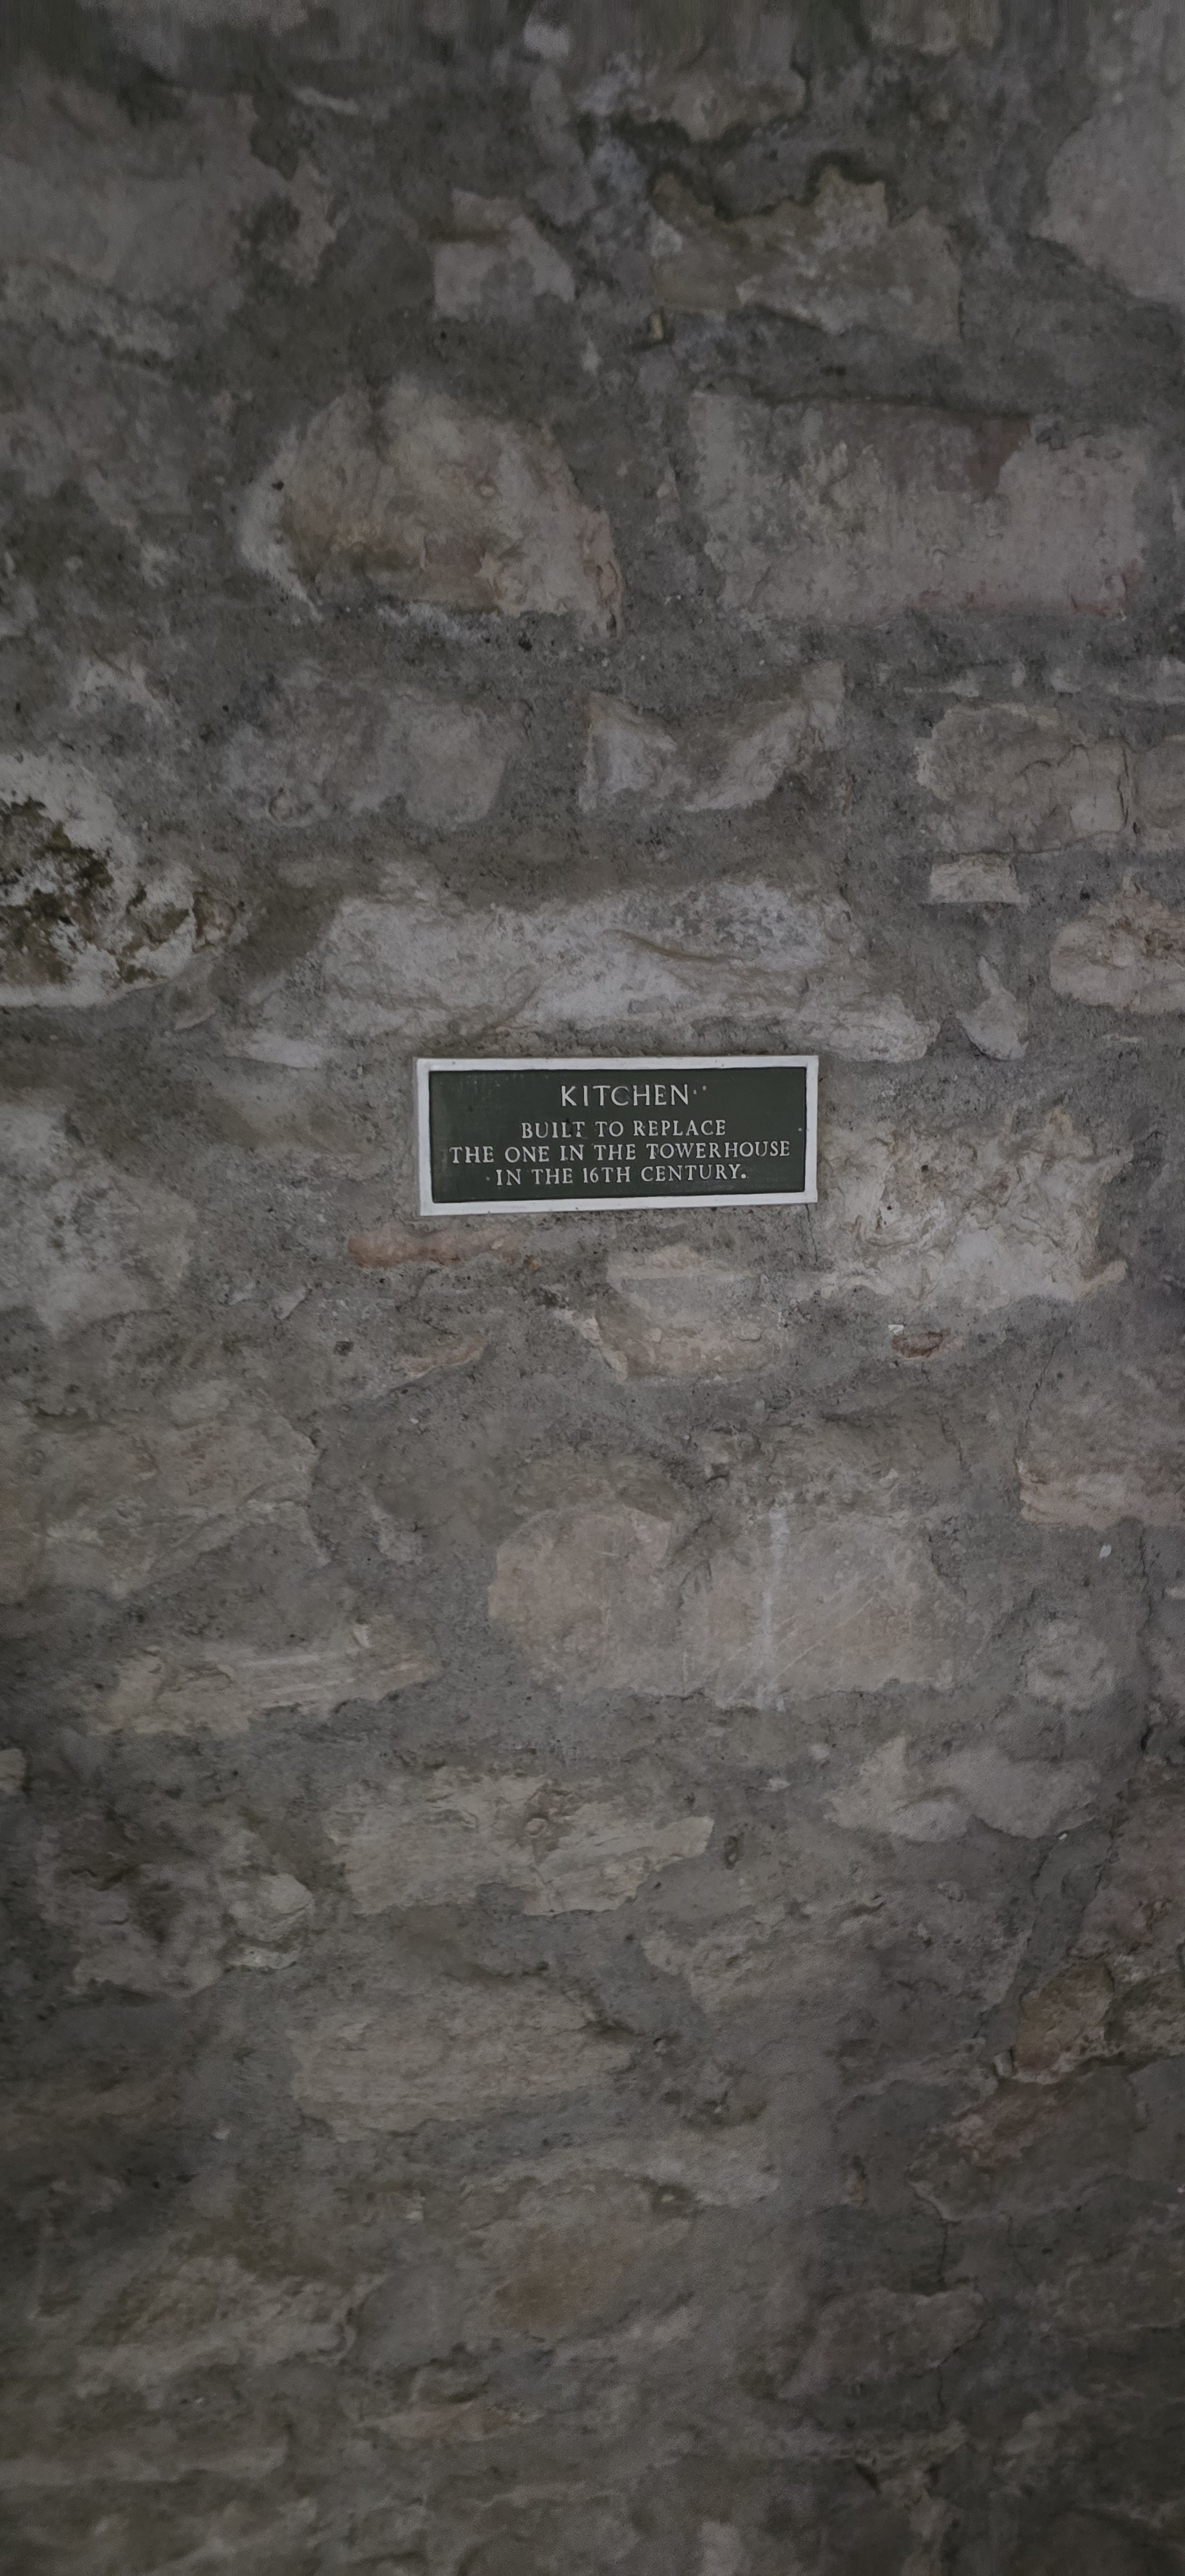 KITCHEN
BUILT TO REPLACE
THE ONE IN THE TOWERHOUSE
IN THE 16TH CENTURY.